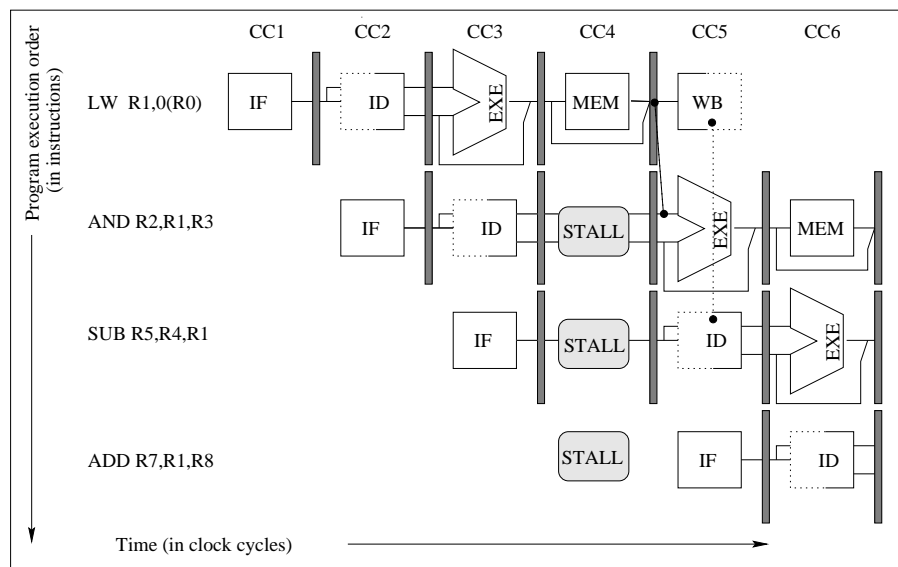 Program execution order
(in instructions)
CC1 CC2 CC3 CC4 CC5 CC6
LW R1,0(R0) IF ID EXE MEM WB
AND R2,R1,R3 IF ID STALL EXE MEM
SUB R5,R4,R1 IF STALL ID EXE
ADD R7,R1,R8 STALL IF ID
Time (in clock cycles)